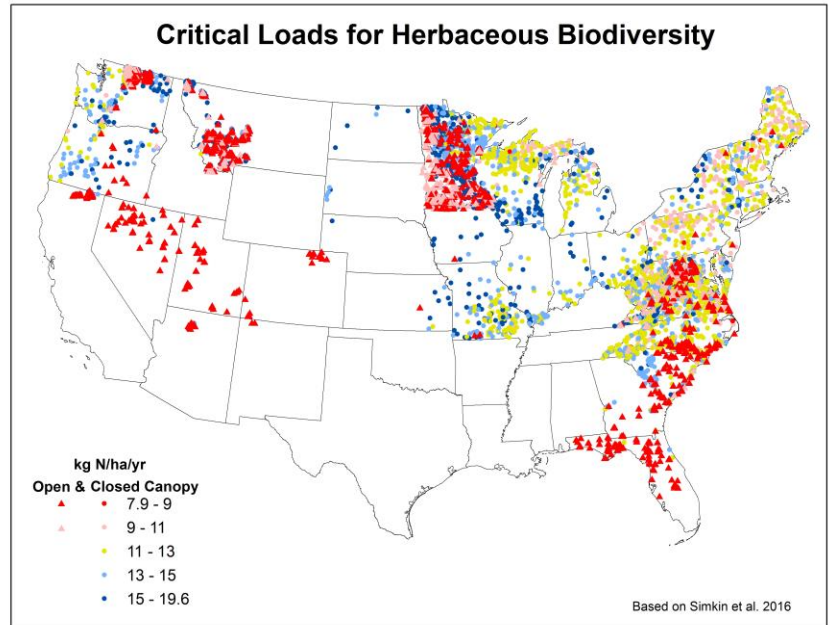 Critical Loads for Herbaceous Biodiversity
kg N/ha/yr
Open & Closed Canopy
7.9 - 9
9 - 11
11 - 13
13 - 15
15 - 19.6
Based on Simkin et al. 2016